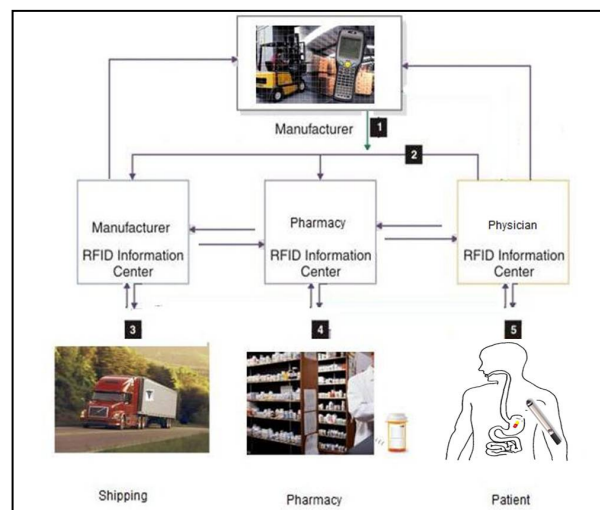 Manufacturer
1
2
Manufacturer
RFID Information
Center
Pharmacy
RFID Information
Center
Physician
RFID Information
Center
3
4
5
Shipping
Pharmacy
Patient